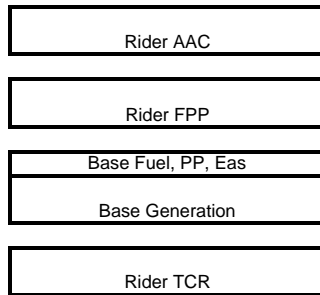 Rider AAC
Rider FPP
Base Fuel, PP, Eas
Base Generation
Rider TCR